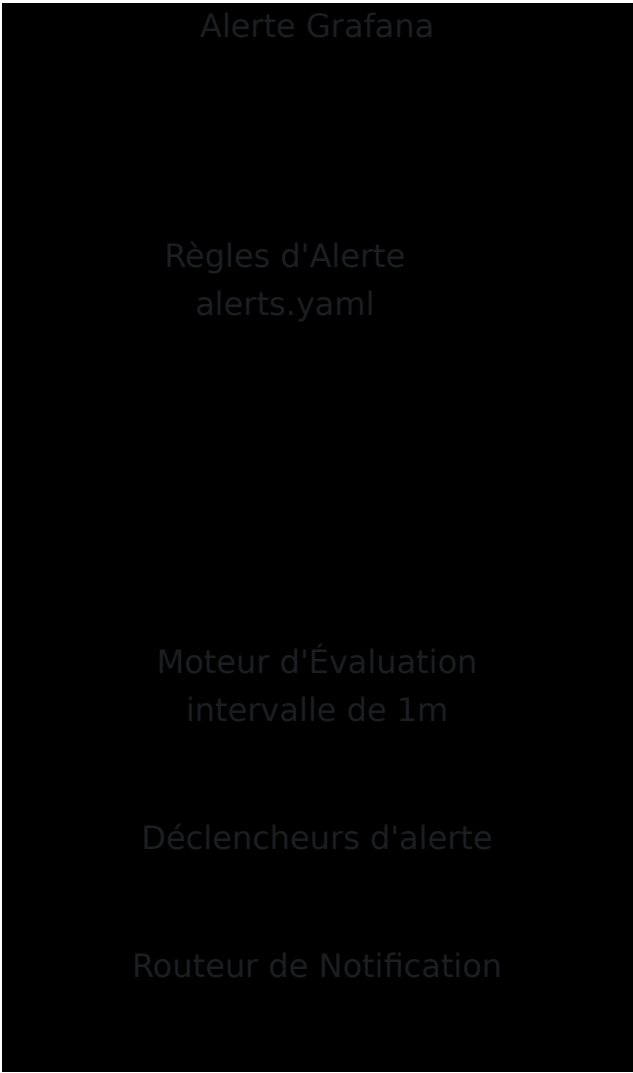 Alerte Grafana
Règles d'Alerte
alerts.yaml
Moteur d'Évaluation
intervalle de 1m
Déclencheurs d'alerte
Routeur de Notification